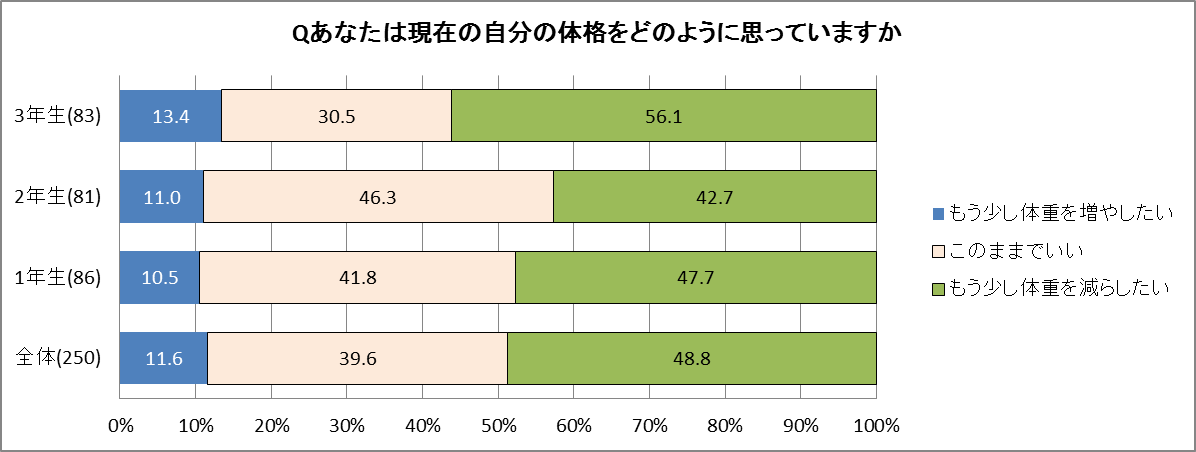 Qあなたは現在の自分の体格をどのように思っていますか
3年生(83)
13.4 30.5 56.1
2年生(81)
11.0 46.3 42.7
1年生(86)
10.5 41.8 47.7
全体(250)
11.6 39.6 48.8
0% 10% 20% 30% 40% 50% 60% 70% 80% 90% 100%
もう少し体重を増やしたい
このままでいい
もう少し体重を減らしたい